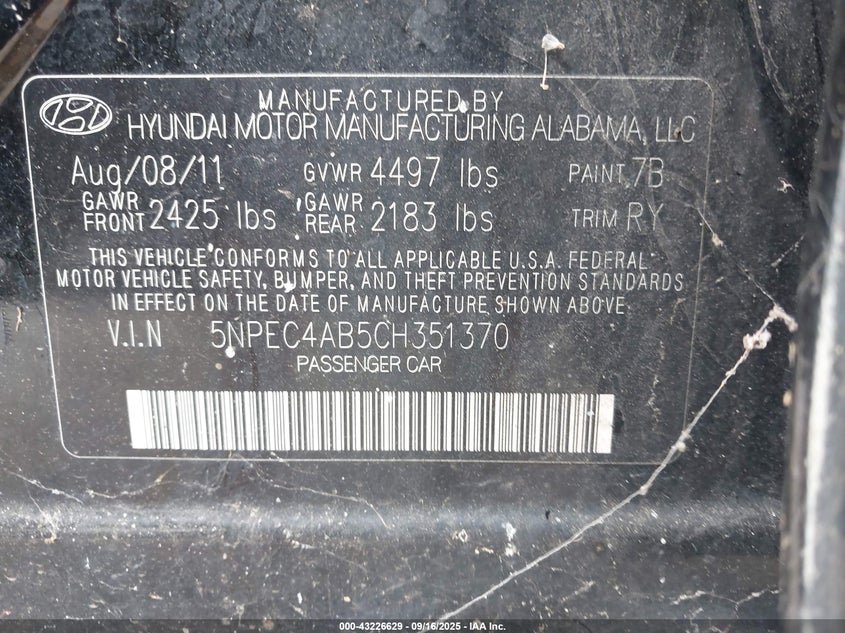 MANUFACTURED BY
HYUNDAI MOTOR MANUFACTURING ALABAMA, LLC
Aug/08/11 GVWR 4497 lbs PAINT 7B
GAWR FRONT 2425 lbs GAWR REAR 2183 lbs TRIM RY
THIS VEHICLE CONFORMS TO ALL APPLICABLE U.S.A. FEDERAL
MOTOR VEHICLE SAFETY, BUMPER, AND THEFT PREVENTION STANDARDS
IN EFFECT ON THE DATE OF MANUFACTURE SHOWN ABOVE.
V.I.N 5NPEC4AB5CH351370
PASSENGER CAR
000-43226629 - 09/16/2025 - IAA Inc.